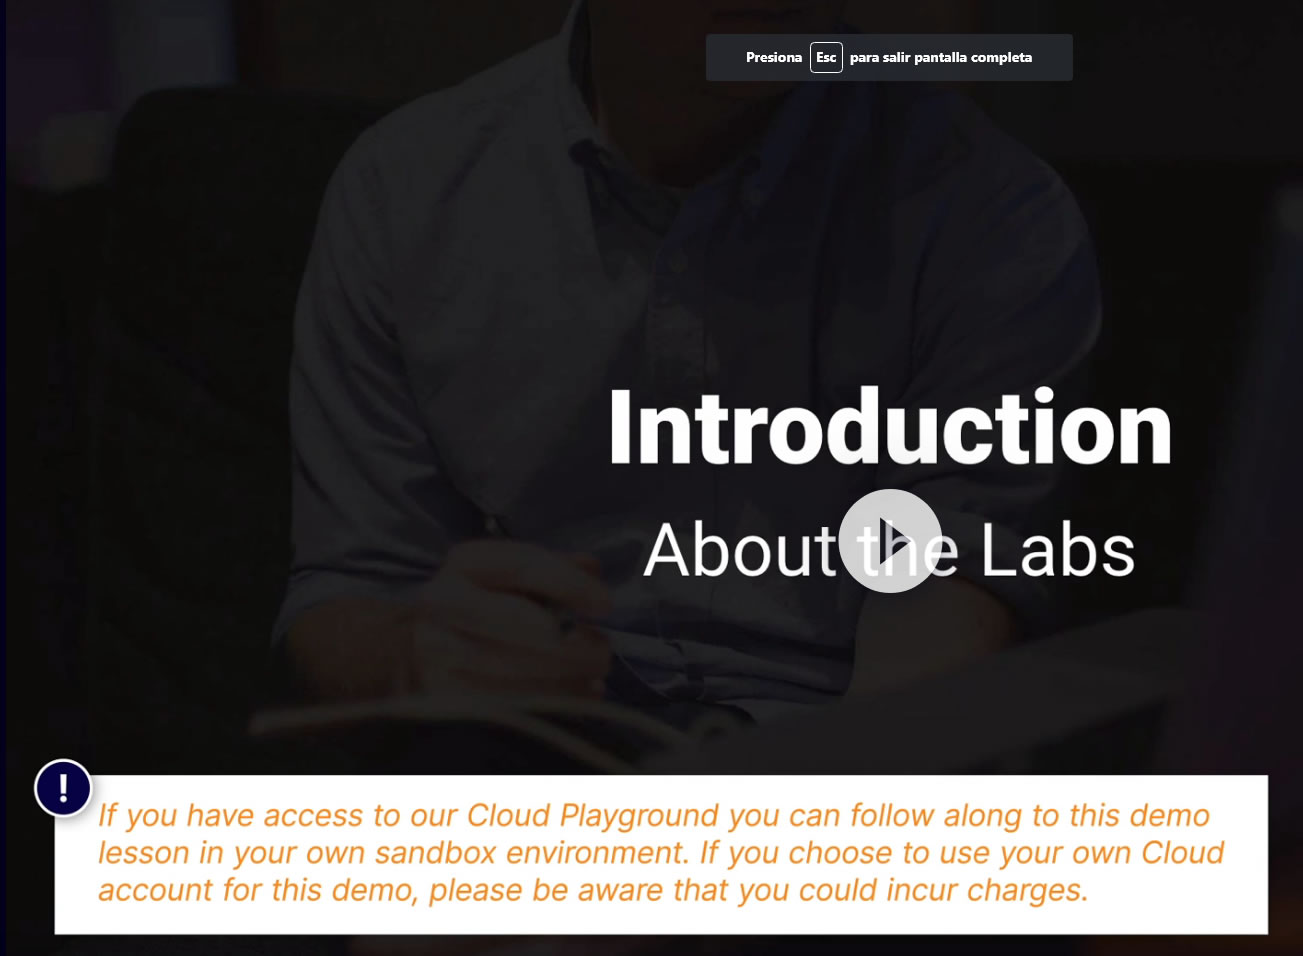 Presiona Esc para salir pantalla completa
Introduction
About the Labs
!
If you have access to our Cloud Playground you can follow along to this demo
lesson in your own sandbox environment. If you choose to use your own Cloud
account for this demo, please be aware that you could incur charges.